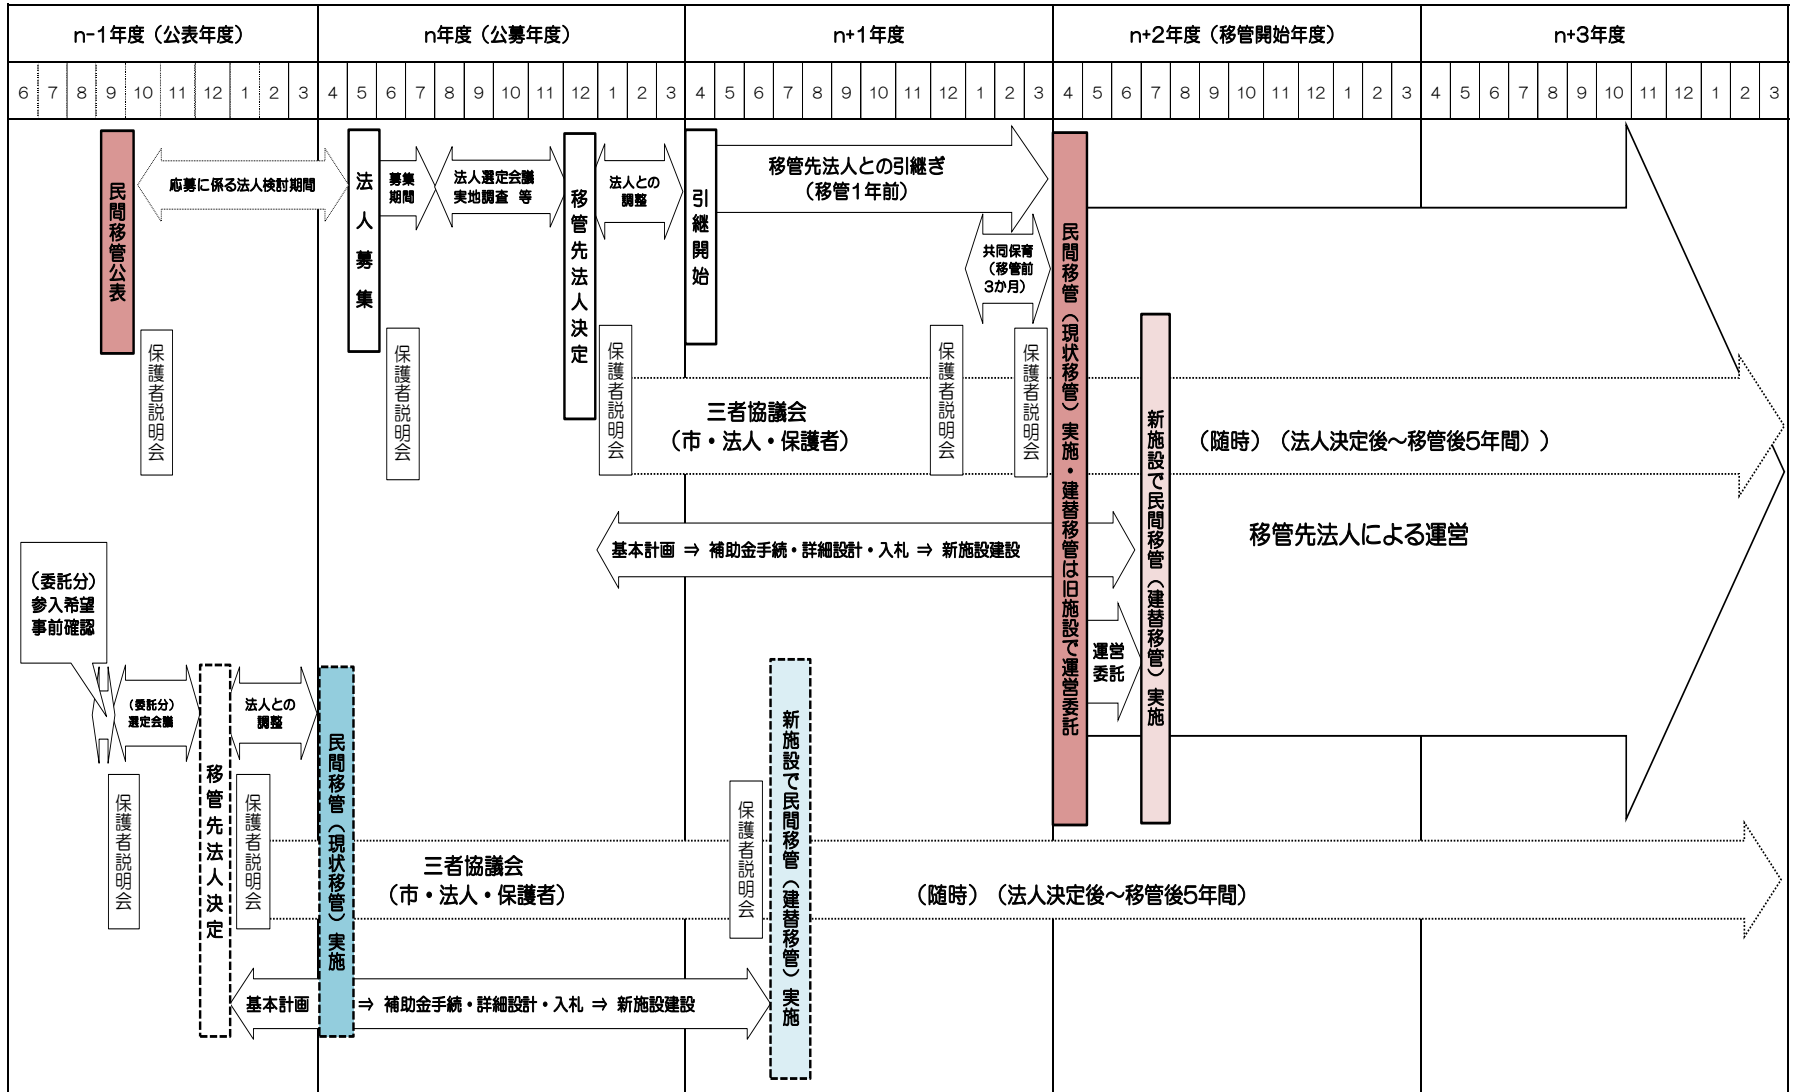 n-1年度（公表年度）
n年度（公募年度）
n+1年度
n+2年度（移管開始年度）
n+3年度
6 7 8 9 10 11 12 1 2 3 4 5 6 7 8 9 10 11 12 1 2 3 4 5 6 7 8 9 10 11 12 1 2 3 4 5 6 7 8 9 10 11 12 1 2 3 4 5 6 7 8 9 10 11 12 1 2 3
民間移管公表
応募に係る法人検討期間
法人募集
募集
期間
法人選定会議
実地調査 等
移管先法人決定
法人との
調整
引継開始
移管先法人との引継ぎ
（移管１年前）
共同保育
（移管前
3か月）
民間移管（現状移管）実施・建替移管は旧施設で運営委託
新施設で民間移管（建替移管）実施
保護者説明会
保護者説明会
保護者説明会
保護者説明会
保護者説明会
三者協議会
（市・法人・保護者）
（随時）（法人決定後～移管後5年間））
基本計画 ⇒ 補助金手続・詳細設計・入札 ⇒ 新施設建設
移管先法人による運営
運営
委託
（委託分）
参入希望
事前確認
（委託分）
選定会議
移管先法人決定
法人との
調整
民間移管（現状移管）実施
新施設で民間移管（建替移管）実施
保護者説明会
保護者説明会
保護者説明会
三者協議会
（市・法人・保護者）
（随時）（法人決定後～移管後5年間）
基本計画 ⇒ 補助金手続・詳細設計・入札 ⇒ 新施設建設